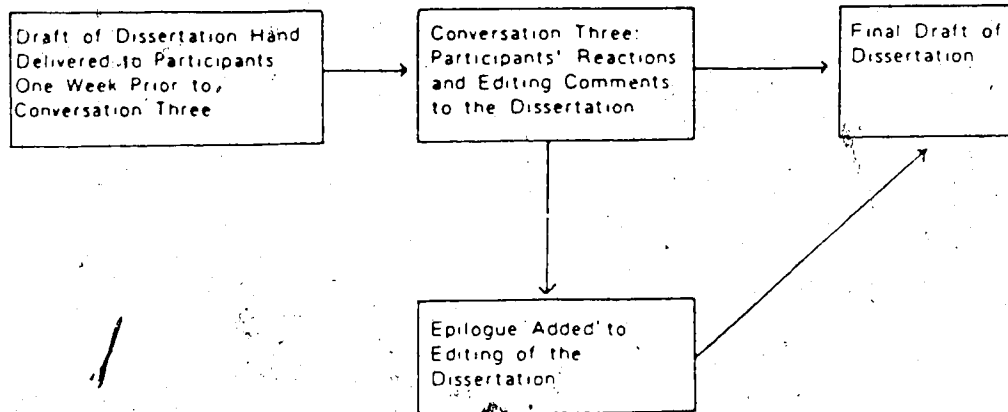 Draft of Dissertation Hand
Delivered to Participants
One Week Prior to
Conversation Three
Conversation Three:
Participants' Reactions
and Editing Comments
to the Dissertation
Final Draft of
Dissertation
Epilogue Added to
Editing of the
Dissertation